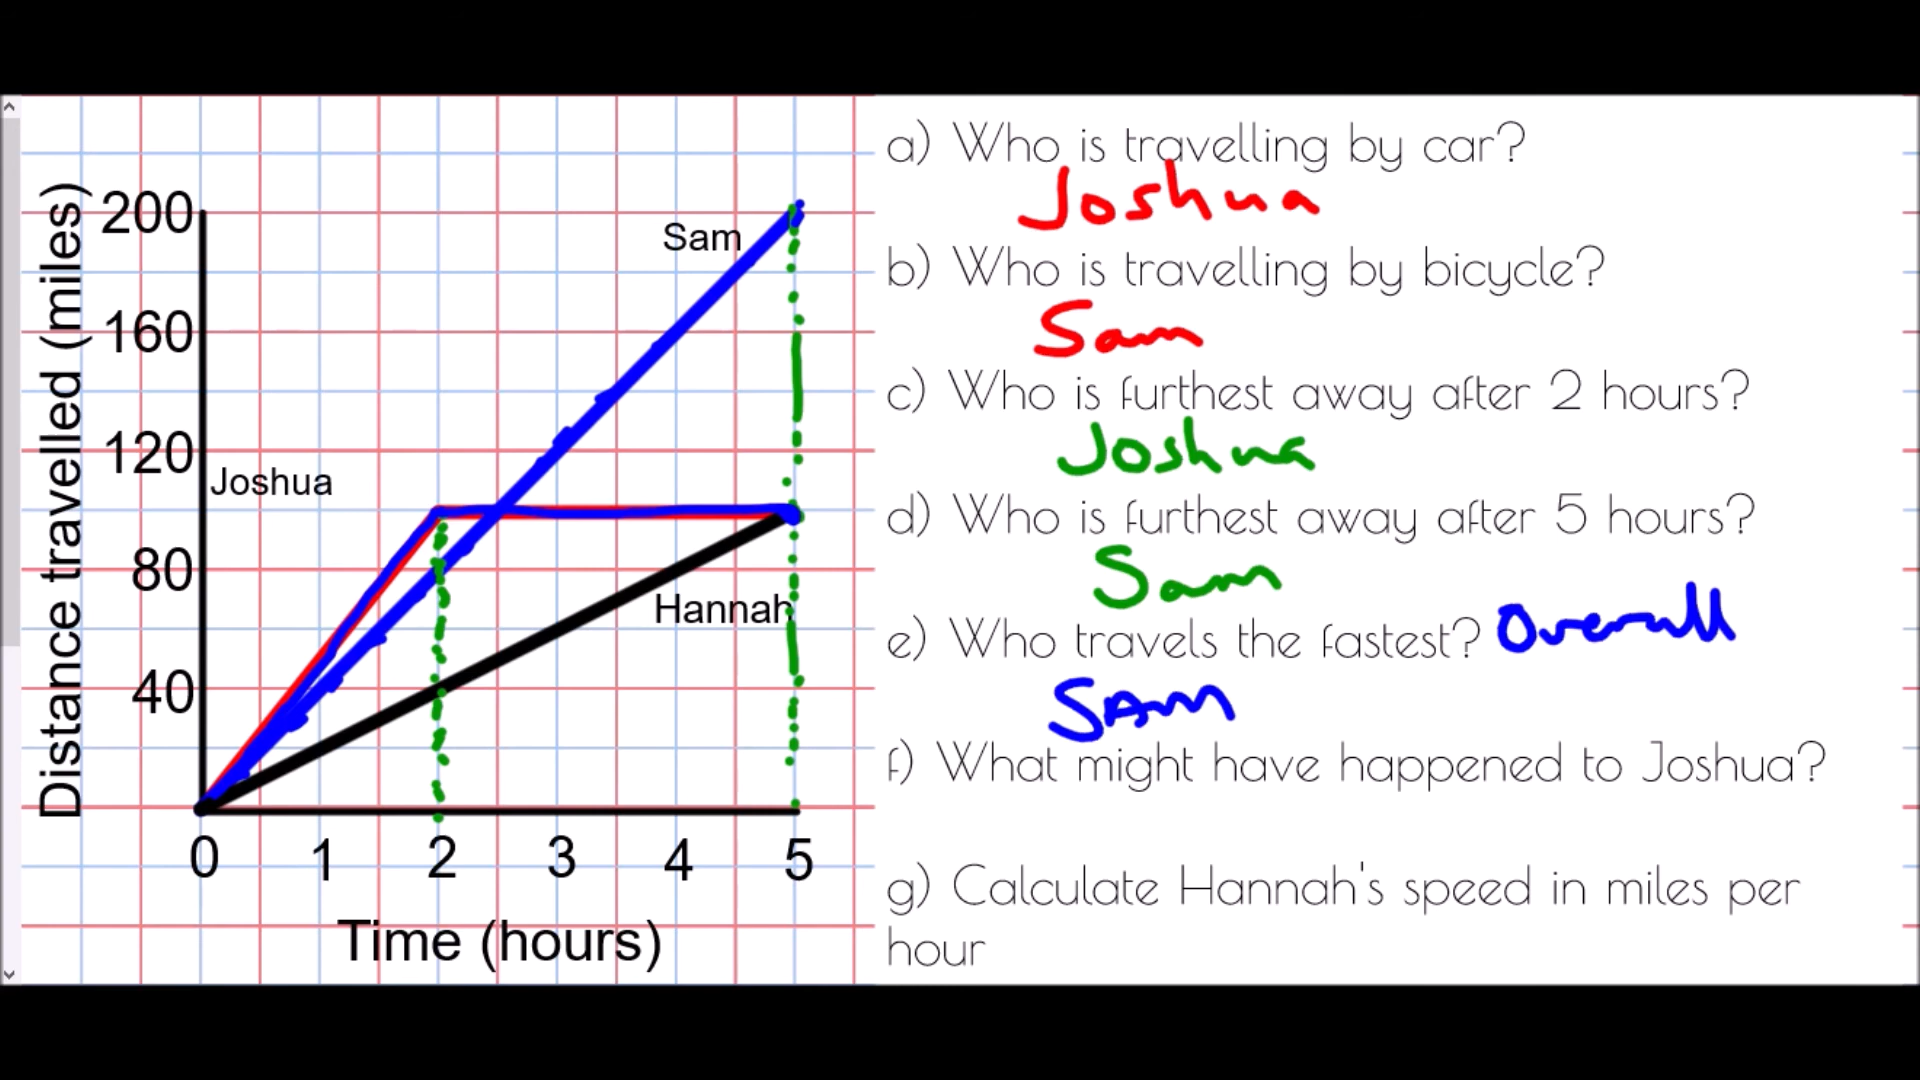 Distance travelled (miles)
200
160
120
80
40
Sam
Joshua
Hannah
0 1 2 3 4 5
Time (hours)
a) Who is travelling by car?
Joshua
b) Who is travelling by bicycle?
Sam
c) Who is furthest away after 2 hours?
Joshua
d) Who is furthest away after 5 hours?
Sam
e) Who travels the fastest? Overall
SAm
f) What might have happened to Joshua?
g) Calculate Hannah's speed in miles per
hour